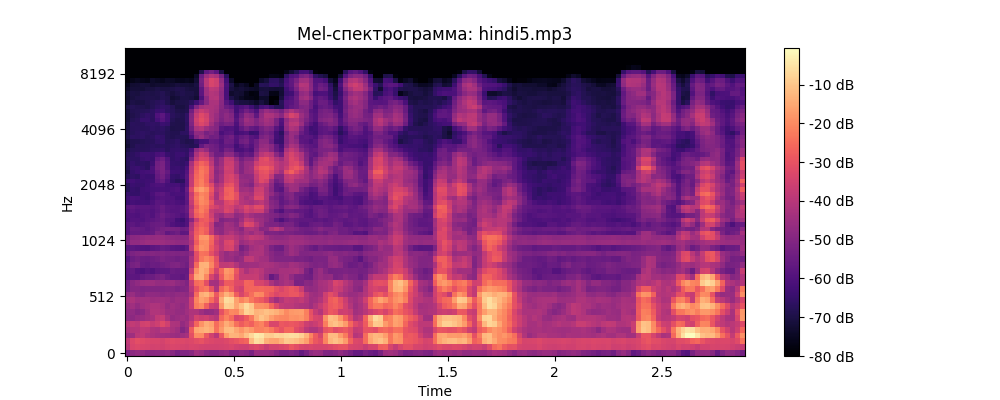 Mel-спектрограмма: hindi5.mp3
8192
4096
2048
1024
512
0
Hz
0 0.5 1 1.5 2 2.5
Time
-10 dB
-20 dB
-30 dB
-40 dB
-50 dB
-60 dB
-70 dB
-80 dB